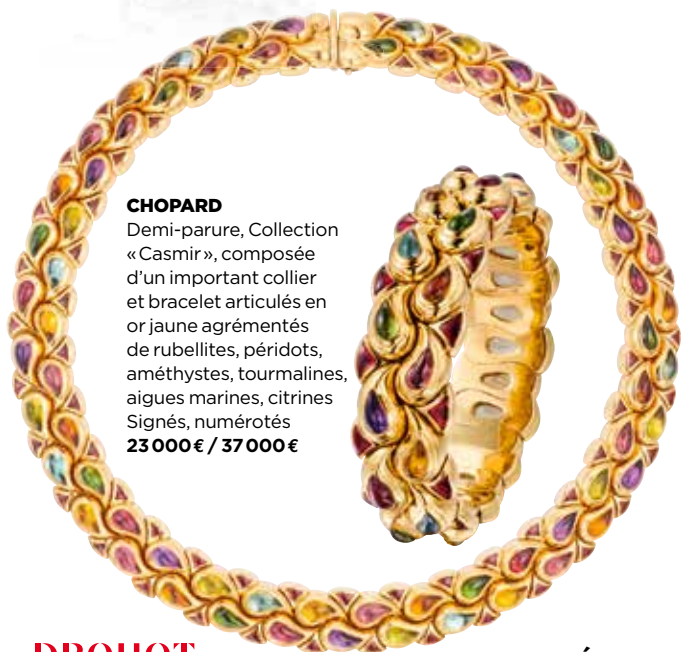 CHOPARD
Demi-parure, Collection
« Casmir », composée
d’un important collier
et bracelet articulés en
or jaune agrémentés
de rubellites, péridots,
améthystes, tourmalines,
aigues marines, citrines
Signés, numérotés
23 000 € / 37 000 €